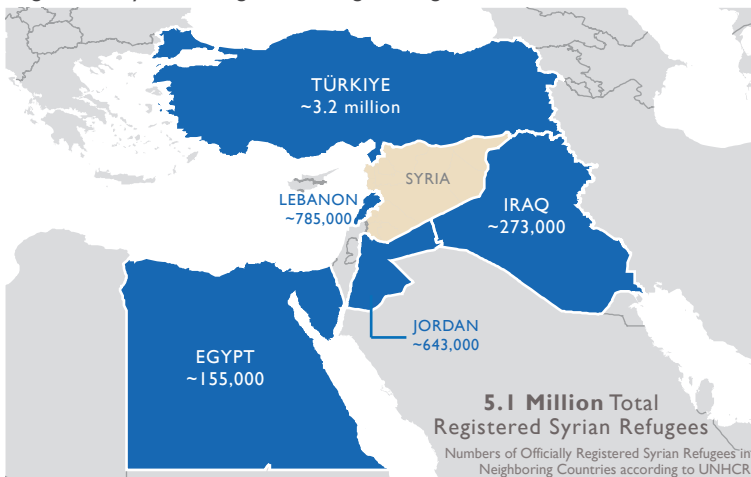 TÜRKIYE
~3.2 million
SYRIA
LEBANON
~785,000
IRAQ
~273,000
JORDAN
~643,000
EGYPT
~155,000
5.1 Million Total
Registered Syrian Refugees
Numbers of Officially Registered Syrian Refugees in
Neighboring Countries according to UNHCR